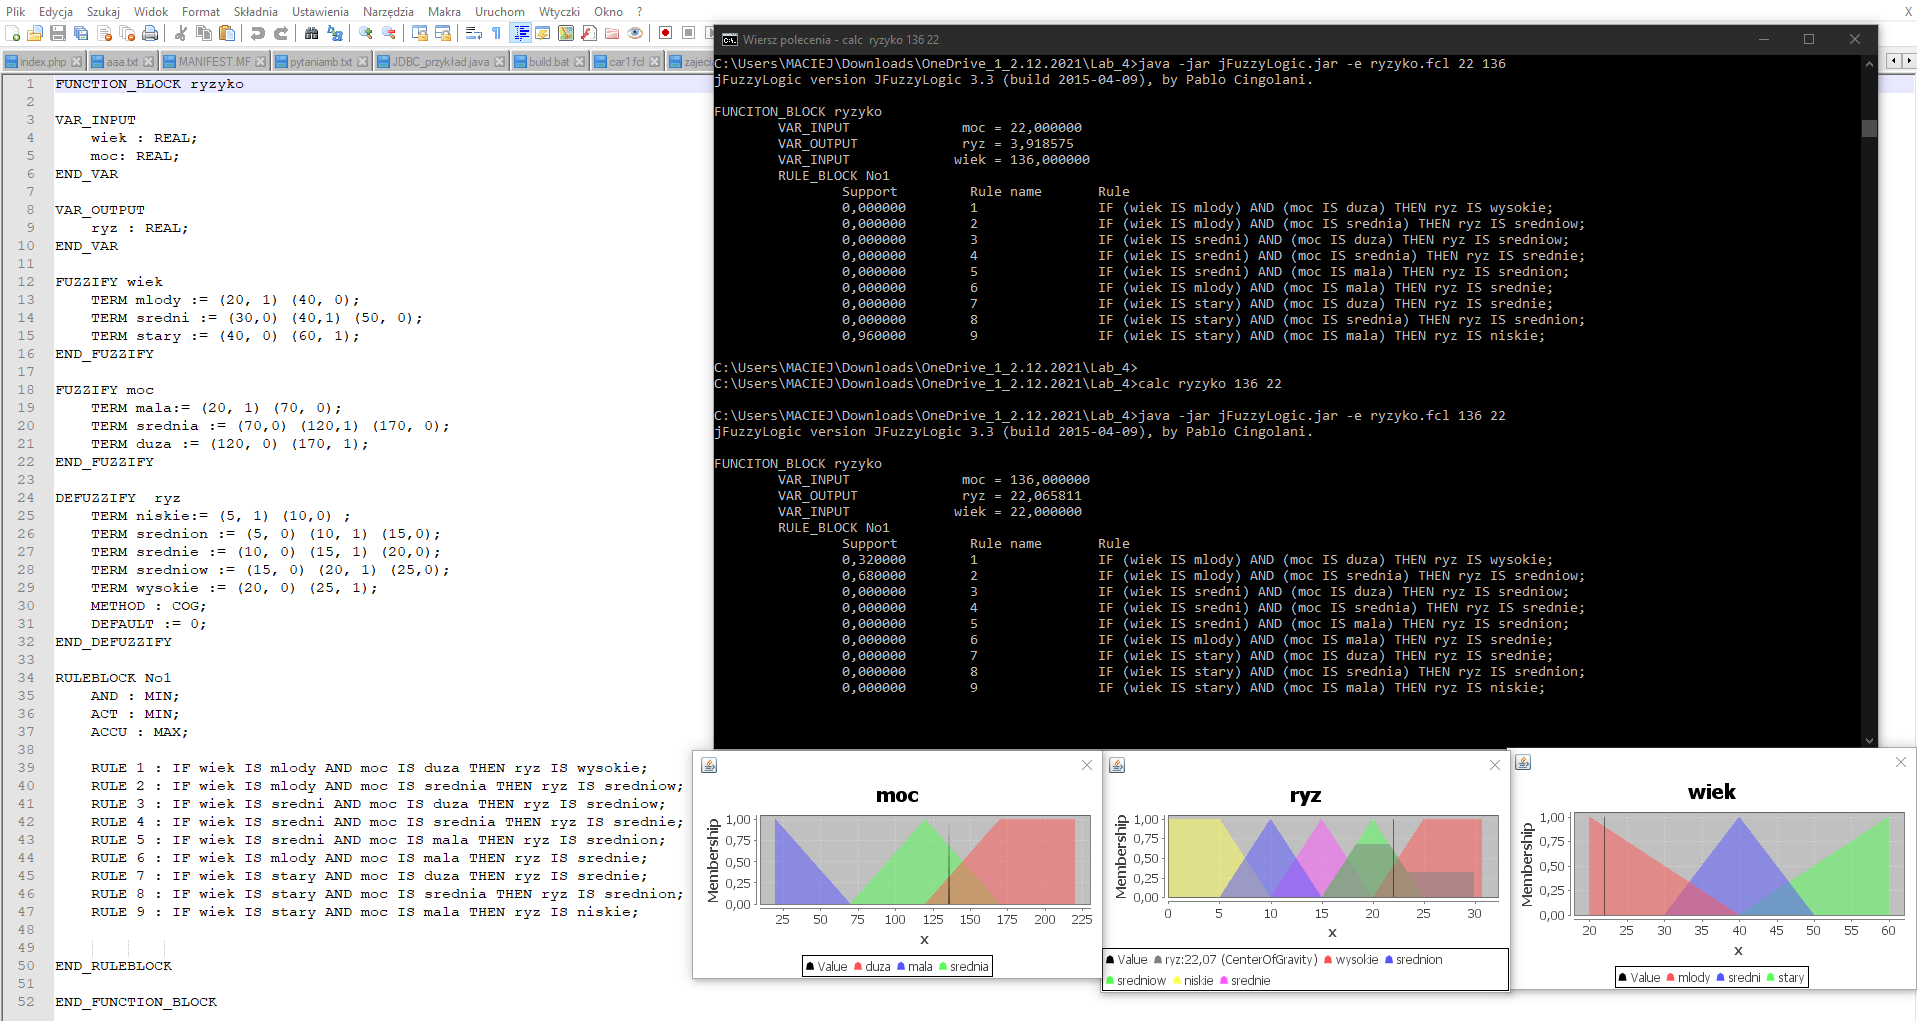 Plik Edycja Szukaj Widok Format Składnia Ustawienia Narzędzia Makra Uruchom Wtyczki Okno ? X
index.php aaa.txt MANIFEST.MF pytaniamb.txt JDBC_przykład.java build.bat car1.fcl zajecia
1 FUNCTION_BLOCK ryzyko
2
3 VAR_INPUT
4 wiek : REAL;
5 moc: REAL;
6 END_VAR
7
8 VAR_OUTPUT
9 ryz : REAL;
10 END_VAR
11
12 FUZZIFY wiek
13 TERM mlody := (20, 1) (40, 0);
14 TERM sredni := (30,0) (40,1) (50, 0);
15 TERM stary := (40, 0) (60, 1);
16 END_FUZZIFY
17
18 FUZZIFY moc
19 TERM mala:= (20, 1) (70, 0);
20 TERM srednia := (70,0) (120,1) (170, 0);
21 TERM duza := (120, 0) (170, 1);
22 END_FUZZIFY
23
24 DEFUZZIFY  ryz
25 TERM niskie:= (5, 1) (10,0) ;
26 TERM srednion := (5, 0) (10, 1) (15,0);
27 TERM srednie := (10, 0) (15, 1) (20,0);
28 TERM sredniow := (15, 0) (20, 1) (25,0);
29 TERM wysokie := (20, 0) (25, 1);
30 METHOD : COG;
31 DEFAULT := 0;
32 END_DEFUZZIFY
33
34 RULEBLOCK No1
35 AND : MIN;
36 ACT : MIN;
37 ACCU : MAX;
38
39 RULE 1 : IF wiek IS mlody AND moc IS duza THEN ryz IS wysokie;
40 RULE 2 : IF wiek IS mlody AND moc IS srednia THEN ryz IS sredniow;
41 RULE 3 : IF wiek IS sredni AND moc IS duza THEN ryz IS sredniow;
42 RULE 4 : IF wiek IS sredni AND moc IS srednia THEN ryz IS srednie;
43 RULE 5 : IF wiek IS sredni AND moc IS mala THEN ryz IS srednion;
44 RULE 6 : IF wiek IS mlody AND moc IS mala THEN ryz IS srednie;
45 RULE 7 : IF wiek IS stary AND moc IS duza THEN ryz IS srednie;
46 RULE 8 : IF wiek IS stary AND moc IS srednia THEN ryz IS srednion;
47 RULE 9 : IF wiek IS stary AND moc IS mala THEN ryz IS niskie;
48
49
50 END_RULEBLOCK
51
52 END_FUNCTION_BLOCK
Wiersz polecenia - calc  ryzyko 136 22
C:\Users\MACIEJ\Downloads\OneDrive_1_2.12.2021\Lab_4>java -jar jFuzzyLogic.jar -e ryzyko.fcl 22 136
jFuzzyLogic version JFuzzyLogic 3.3 (build 2015-04-09), by Pablo Cingolani.
FUNCITON_BLOCK ryzyko
VAR_INPUT moc = 22,000000
VAR_OUTPUT ryz = 3,918575
VAR_INPUT wiek = 136,000000
RULE_BLOCK No1
Support Rule name Rule
0,000000 1 IF (wiek IS mlody) AND (moc IS duza) THEN ryz IS wysokie;
0,000000 2 IF (wiek IS mlody) AND (moc IS srednia) THEN ryz IS sredniow;
0,000000 3 IF (wiek IS sredni) AND (moc IS duza) THEN ryz IS sredniow;
0,000000 4 IF (wiek IS sredni) AND (moc IS srednia) THEN ryz IS srednie;
0,000000 5 IF (wiek IS sredni) AND (moc IS mala) THEN ryz IS srednion;
0,000000 6 IF (wiek IS mlody) AND (moc IS mala) THEN ryz IS srednie;
0,000000 7 IF (wiek IS stary) AND (moc IS duza) THEN ryz IS srednie;
0,000000 8 IF (wiek IS stary) AND (moc IS srednia) THEN ryz IS srednion;
0,960000 9 IF (wiek IS stary) AND (moc IS mala) THEN ryz IS niskie;
C:\Users\MACIEJ\Downloads\OneDrive_1_2.12.2021\Lab_4>
C:\Users\MACIEJ\Downloads\OneDrive_1_2.12.2021\Lab_4>calc ryzyko 136 22
C:\Users\MACIEJ\Downloads\OneDrive_1_2.12.2021\Lab_4>java -jar jFuzzyLogic.jar -e ryzyko.fcl 136 22
jFuzzyLogic version JFuzzyLogic 3.3 (build 2015-04-09), by Pablo Cingolani.
FUNCITON_BLOCK ryzyko
VAR_INPUT moc = 136,000000
VAR_OUTPUT ryz = 22,065811
VAR_INPUT wiek = 22,000000
RULE_BLOCK No1
Support Rule name Rule
0,320000 1 IF (wiek IS mlody) AND (moc IS duza) THEN ryz IS wysokie;
0,680000 2 IF (wiek IS mlody) AND (moc IS srednia) THEN ryz IS sredniow;
0,000000 3 IF (wiek IS sredni) AND (moc IS duza) THEN ryz IS sredniow;
0,000000 4 IF (wiek IS sredni) AND (moc IS srednia) THEN ryz IS srednie;
0,000000 5 IF (wiek IS sredni) AND (moc IS mala) THEN ryz IS srednion;
0,000000 6 IF (wiek IS mlody) AND (moc IS mala) THEN ryz IS srednie;
0,000000 7 IF (wiek IS stary) AND (moc IS duza) THEN ryz IS srednie;
0,000000 8 IF (wiek IS stary) AND (moc IS srednia) THEN ryz IS srednion;
0,000000 9 IF (wiek IS stary) AND (moc IS mala) THEN ryz IS niskie;
moc
Membership
1,00
0,75
0,50
0,25
0,00
25 50 75 100 125 150 175 200 225
x
Value duza mala srednia
ryz
Membership
1,00
0,75
0,50
0,25
0,00
0 5 10 15 20 25 30
x
Value ryz:22,07 (CenterOfGravity) wysokie srednion
sredniow niskie srednie
wiek
Membership
1,00
0,75
0,50
0,25
0,00
20 25 30 35 40 45 50 55 60
x
Value mlody sredni stary